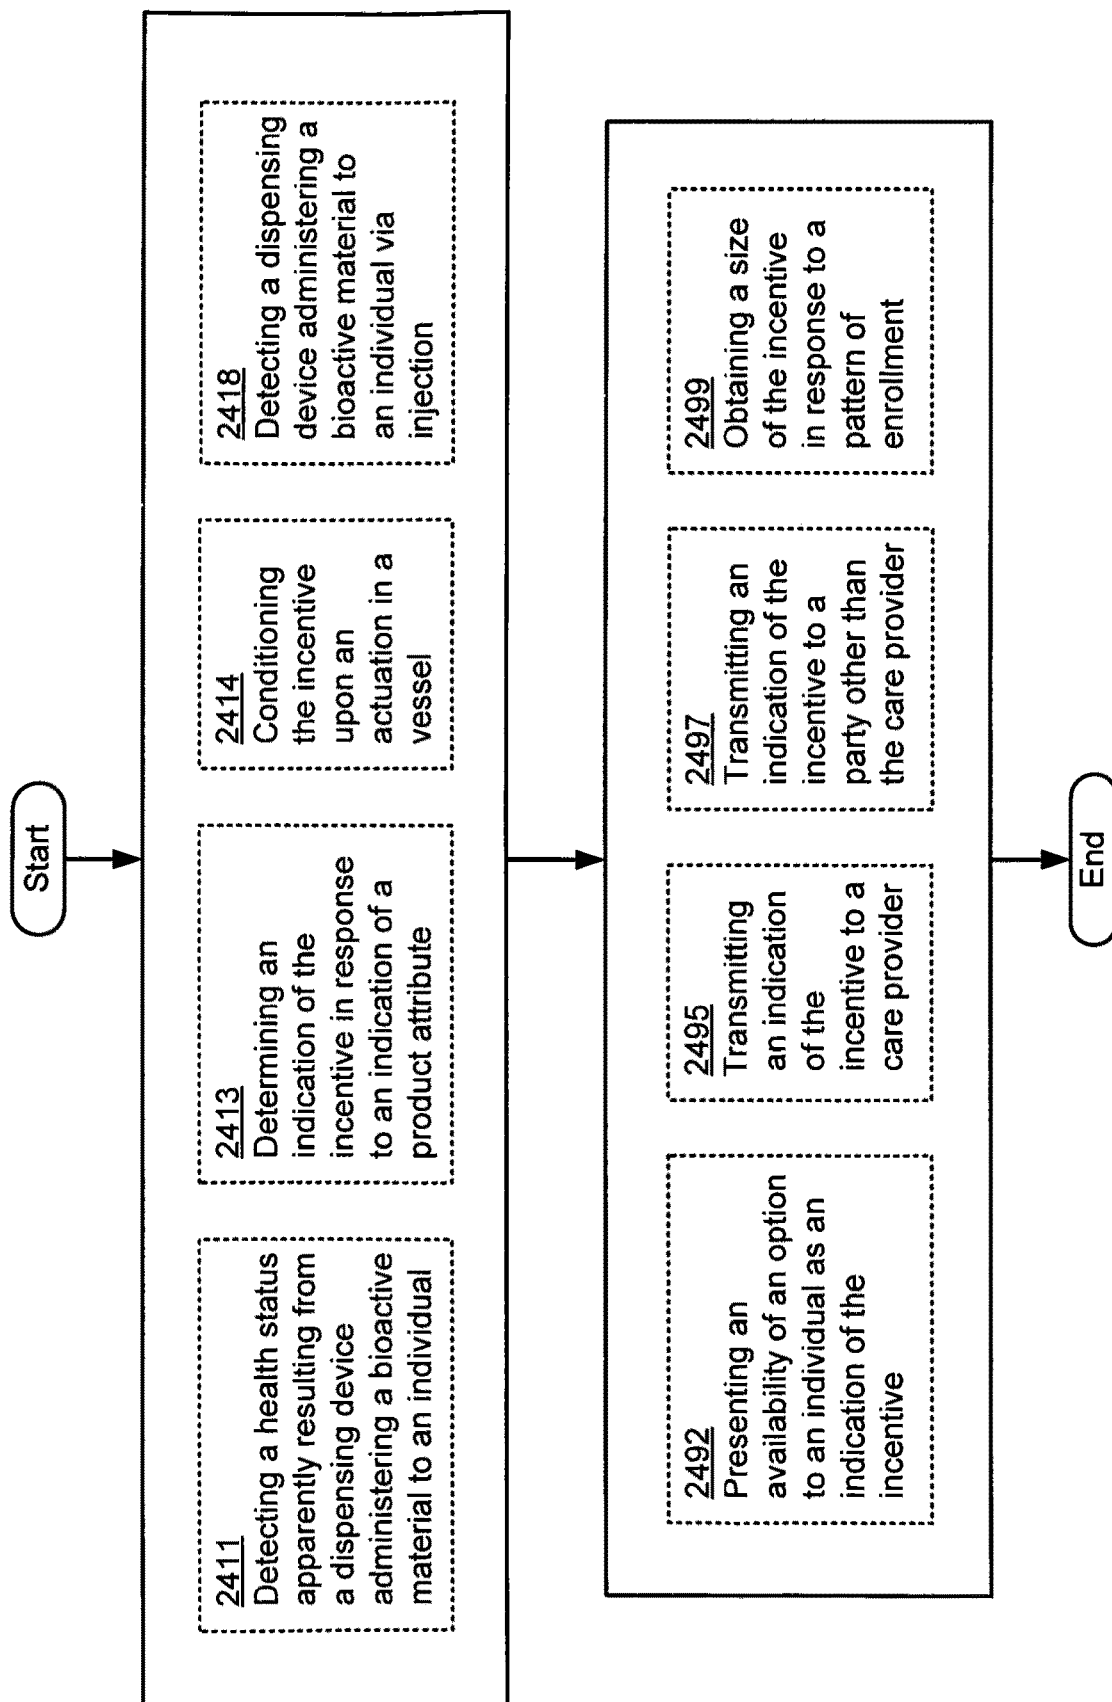 Start
2411
Detecting a health status
apparently resulting from
a dispensing device
administering a bioactive
material to an individual
2413
Determining an
indication of the
incentive in response
to an indication of a
product attribute
2414
Conditioning
the incentive
upon an
actuation in a
vessel
2418
Detecting a dispensing
device administering a
bioactive material to
an individual via
injection
2492
Presenting an
availability of an option
to an individual as an
indication of the
incentive
2495
Transmitting
an indication
of the
incentive to a
care provider
2497
Transmitting an
indication of the
incentive to a
party other than
the care provider
2499
Obtaining a size
of the incentive
in response to a
pattern of
enrollment
End